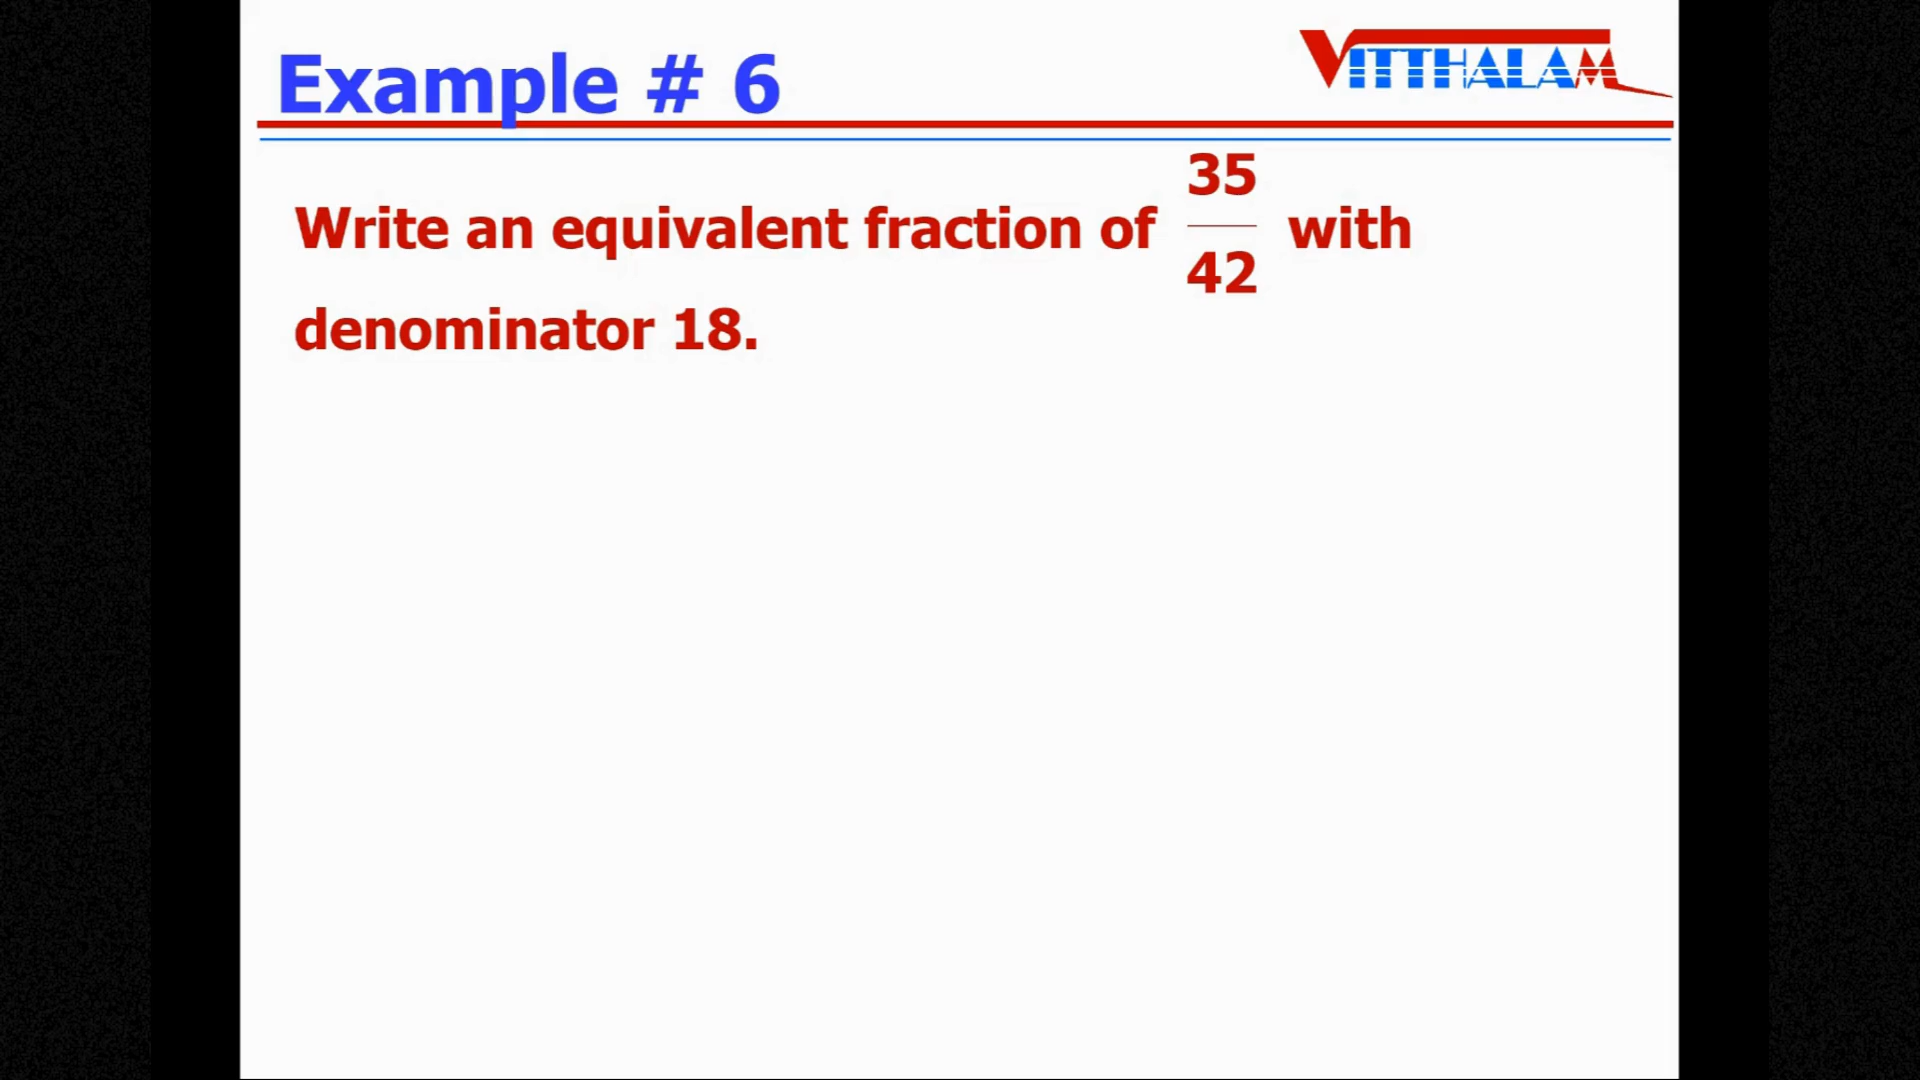 Example # 6
VITTHALAM
Write an equivalent fraction of 35/42 with
denominator 18.